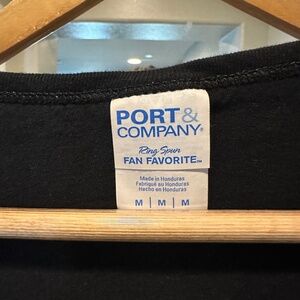 PORT&
COMPANY®
Ring Spun
FAN FAVORITE™
Made in Honduras
Fabriqué au Honduras
Hecho en Honduras
M | M | M